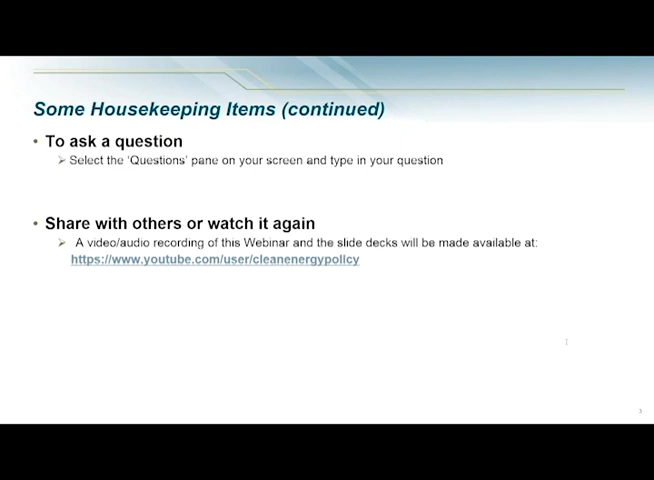 Some Housekeeping Items (continued)
• To ask a question
➢ Select the ‘Questions’ pane on your screen and type in your question
• Share with others or watch it again
➢ A video/audio recording of this Webinar and the slide decks will be made available at:
https://www.youtube.com/user/cleanenergypolicy
3